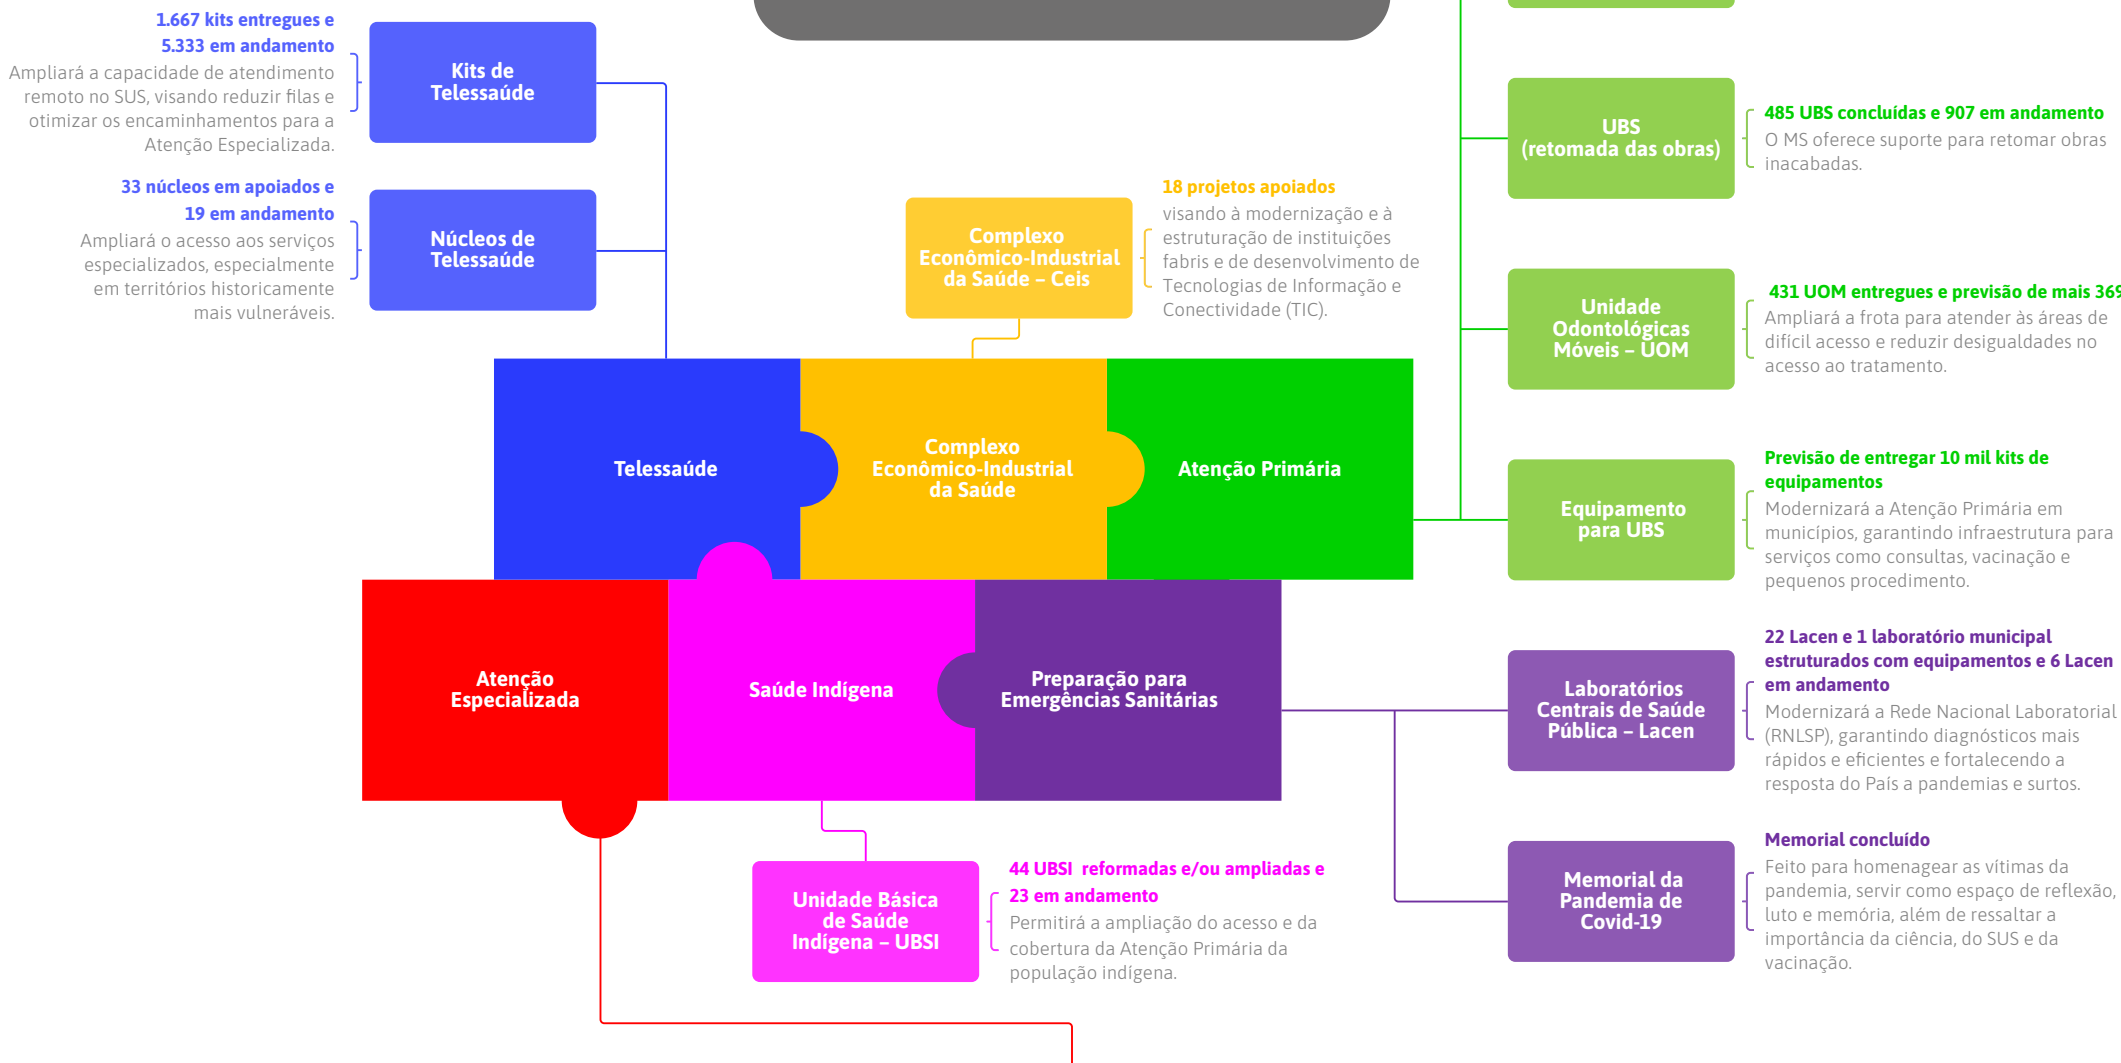 1.667 kits entregues e
5.333 em andamento
Ampliará a capacidade de atendimento
remoto no SUS, visando reduzir filas e
otimizar os encaminhamentos para a
Atenção Especializada.
Kits de
Telessaúde
33 núcleos em apoiados e
19 em andamento
Ampliará o acesso aos serviços
especializados, especialmente
em territórios historicamente
mais vulneráveis.
Núcleos de
Telessaúde
Complexo
Econômico-Industrial
da Saúde – Ceis
18 projetos apoiados
visando à modernização e à
estruturação de instituições
fabris e de desenvolvimento de
Tecnologias de Informação e
Conectividade (TIC).
UBS
(retomada das obras)
485 UBS concluídas e 907 em andamento
O MS oferece suporte para retomar obras
inacabadas.
Unidade
Odontológicas
Móveis – UOM
431 UOM entregues e previsão de mais 369
Ampliará a frota para atender às áreas de
difícil acesso e reduzir desigualdades no
acesso ao tratamento.
Equipamento
para UBS
Previsão de entregar 10 mil kits de
equipamentos
Modernizará a Atenção Primária em
municípios, garantindo infraestrutura para
serviços como consultas, vacinação e
pequenos procedimento.
Telessaúde
Complexo
Econômico-Industrial
da Saúde
Atenção Primária
Atenção
Especializada
Saúde Indígena
Preparação para
Emergências Sanitárias
Laboratórios
Centrais de Saúde
Pública – Lacen
22 Lacen e 1 laboratório municipal
estruturados com equipamentos e 6 Lacen
em andamento
Modernizará a Rede Nacional Laboratorial
(RNLSP), garantindo diagnósticos mais
rápidos e eficientes e fortalecendo a
resposta do País a pandemias e surtos.
Memorial da
Pandemia de
Covid-19
Memorial concluído
Feito para homenagear as vítimas da
pandemia, servir como espaço de reflexão,
luto e memória, além de ressaltar a
importância da ciência, do SUS e da
vacinação.
Unidade Básica
de Saúde
Indígena – UBSI
44 UBSI reformadas e/ou ampliadas e
23 em andamento
Permitirá a ampliação do acesso e da
cobertura da Atenção Primária da
população indígena.